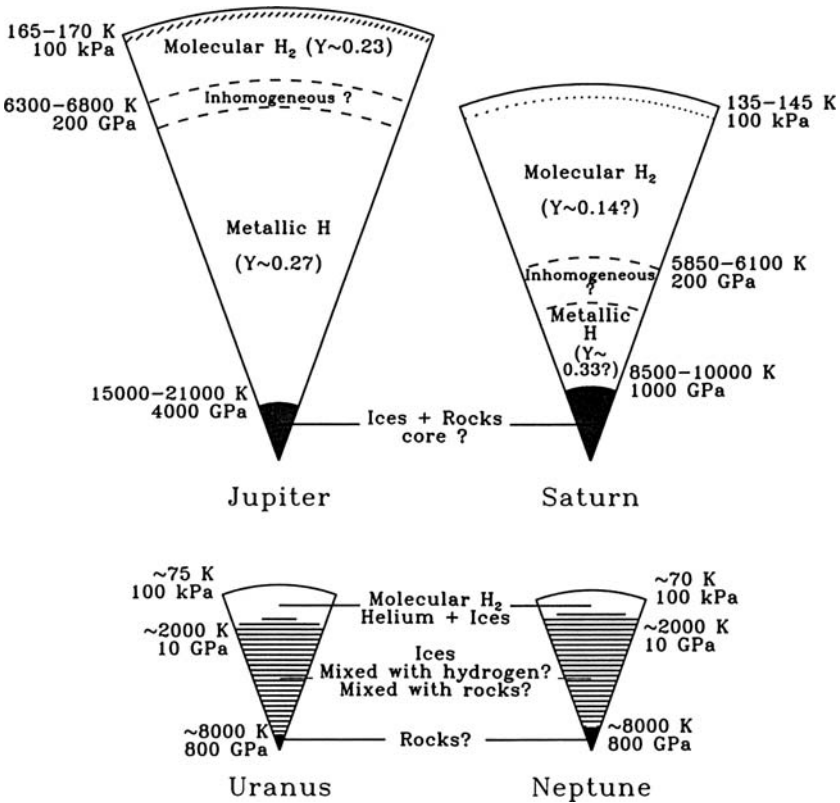 165–170 K
100 kPa
Molecular H₂ (Y~0.23)
6300–6800 K
200 GPa
Inhomogeneous ?
Metallic H
(Y~0.27)
15000–21000 K
4000 GPa
Jupiter
135–145 K
100 kPa
Molecular H₂
(Y~0.14?)
5850–6100 K
200 GPa
Inhomogeneous
?
Metallic
H
(Y~
0.33?)
8500–10000 K
1000 GPa
Ices + Rocks
core ?
Saturn
~75 K
100 kPa
~2000 K
10 GPa
~8000 K
800 GPa
Uranus
Molecular H₂
Helium + Ices
Ices
Mixed with hydrogen?
Mixed with rocks?
Rocks?
~70 K
100 kPa
~2000 K
10 GPa
~8000 K
800 GPa
Neptune